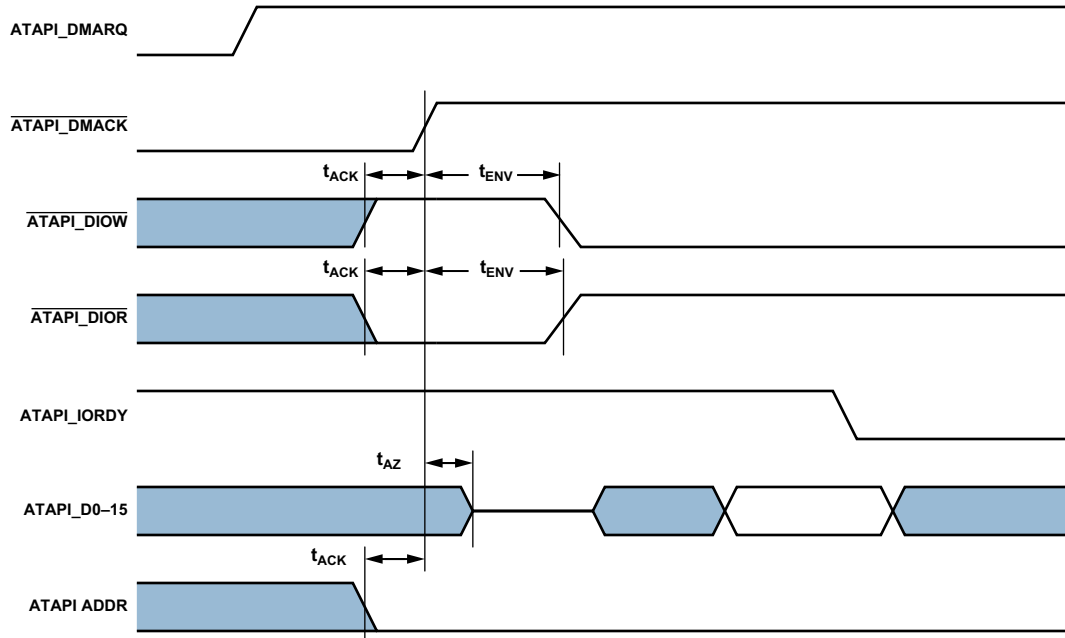 ATAPI_DMARQ
ATAPI_DMACK
tACK
tENV
ATAPI_DIOW
tACK
tENV
ATAPI_DIOR
ATAPI_IORDY
tAZ
ATAPI_D0–15
tACK
ATAPI ADDR